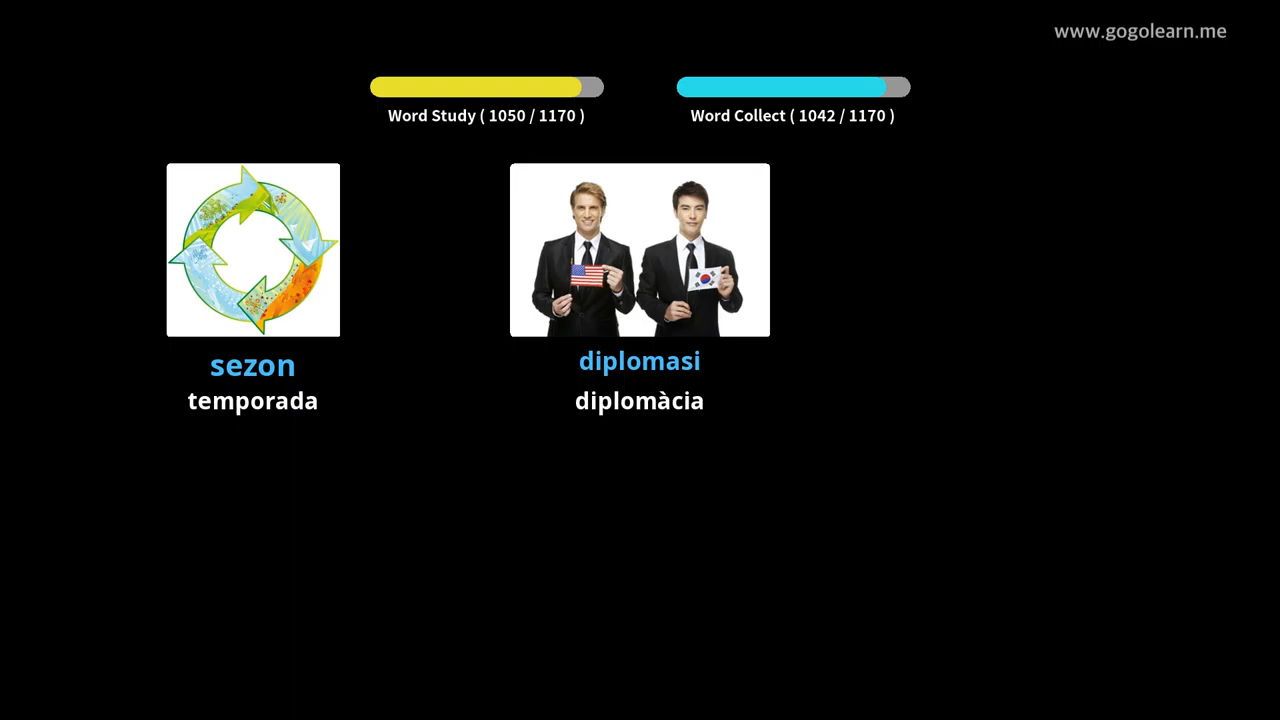 www.gogolearn.me
Word Study ( 1050 / 1170 )
Word Collect ( 1042 / 1170 )
sezon
temporada
diplomasi
diplomàcia